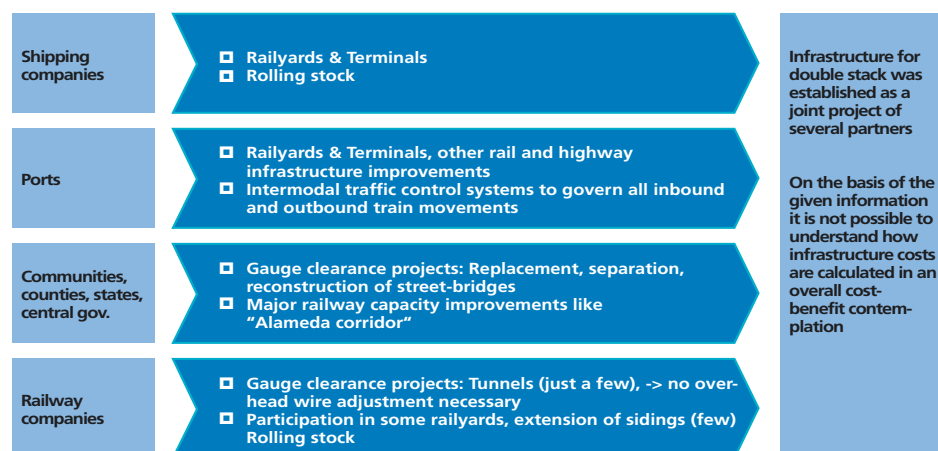 Shipping
companies
Railyards & Terminals
Rolling stock
Ports
Railyards & Terminals, other rail and highway
infrastructure improvements
Intermodal traffic control systems to govern all inbound
and outbound train movements
Communities,
counties, states,
central gov.
Gauge clearance projects: Replacement, separation,
reconstruction of street-bridges
Major railway capacity improvements like
“Alameda corridor“
Railway
companies
Gauge clearance projects: Tunnels (just a few), -> no over-
head wire adjustment necessary
Participation in some railyards, extension of sidings (few)
Rolling stock
Infrastructure for
double stack was
established as a
joint project of
several partners
On the basis of the
given information
it is not possible to
understand how
infrastructure costs
are calculated in an
overall cost-
benefit contem-
plation